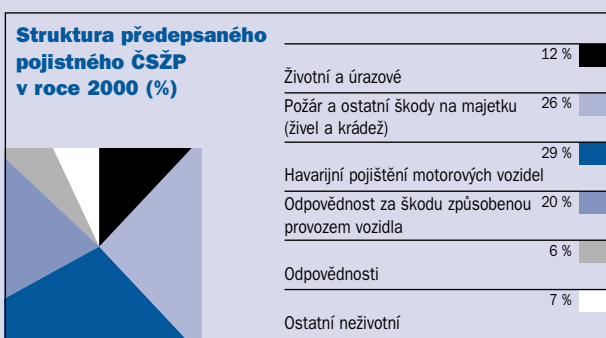 Struktura předepsaného
pojistného ČSŽP
v roce 2000 (%)
12 %
Životní a úrazové
Požár a ostatní škody na majetku 26 %
(živel a krádež)
29 %
Havarijní pojištění motorových vozidel
Odpovědnost za škodu způsobenou 20 %
provozem vozidla
6 %
Odpovědnosti
7 %
Ostatní neživotní